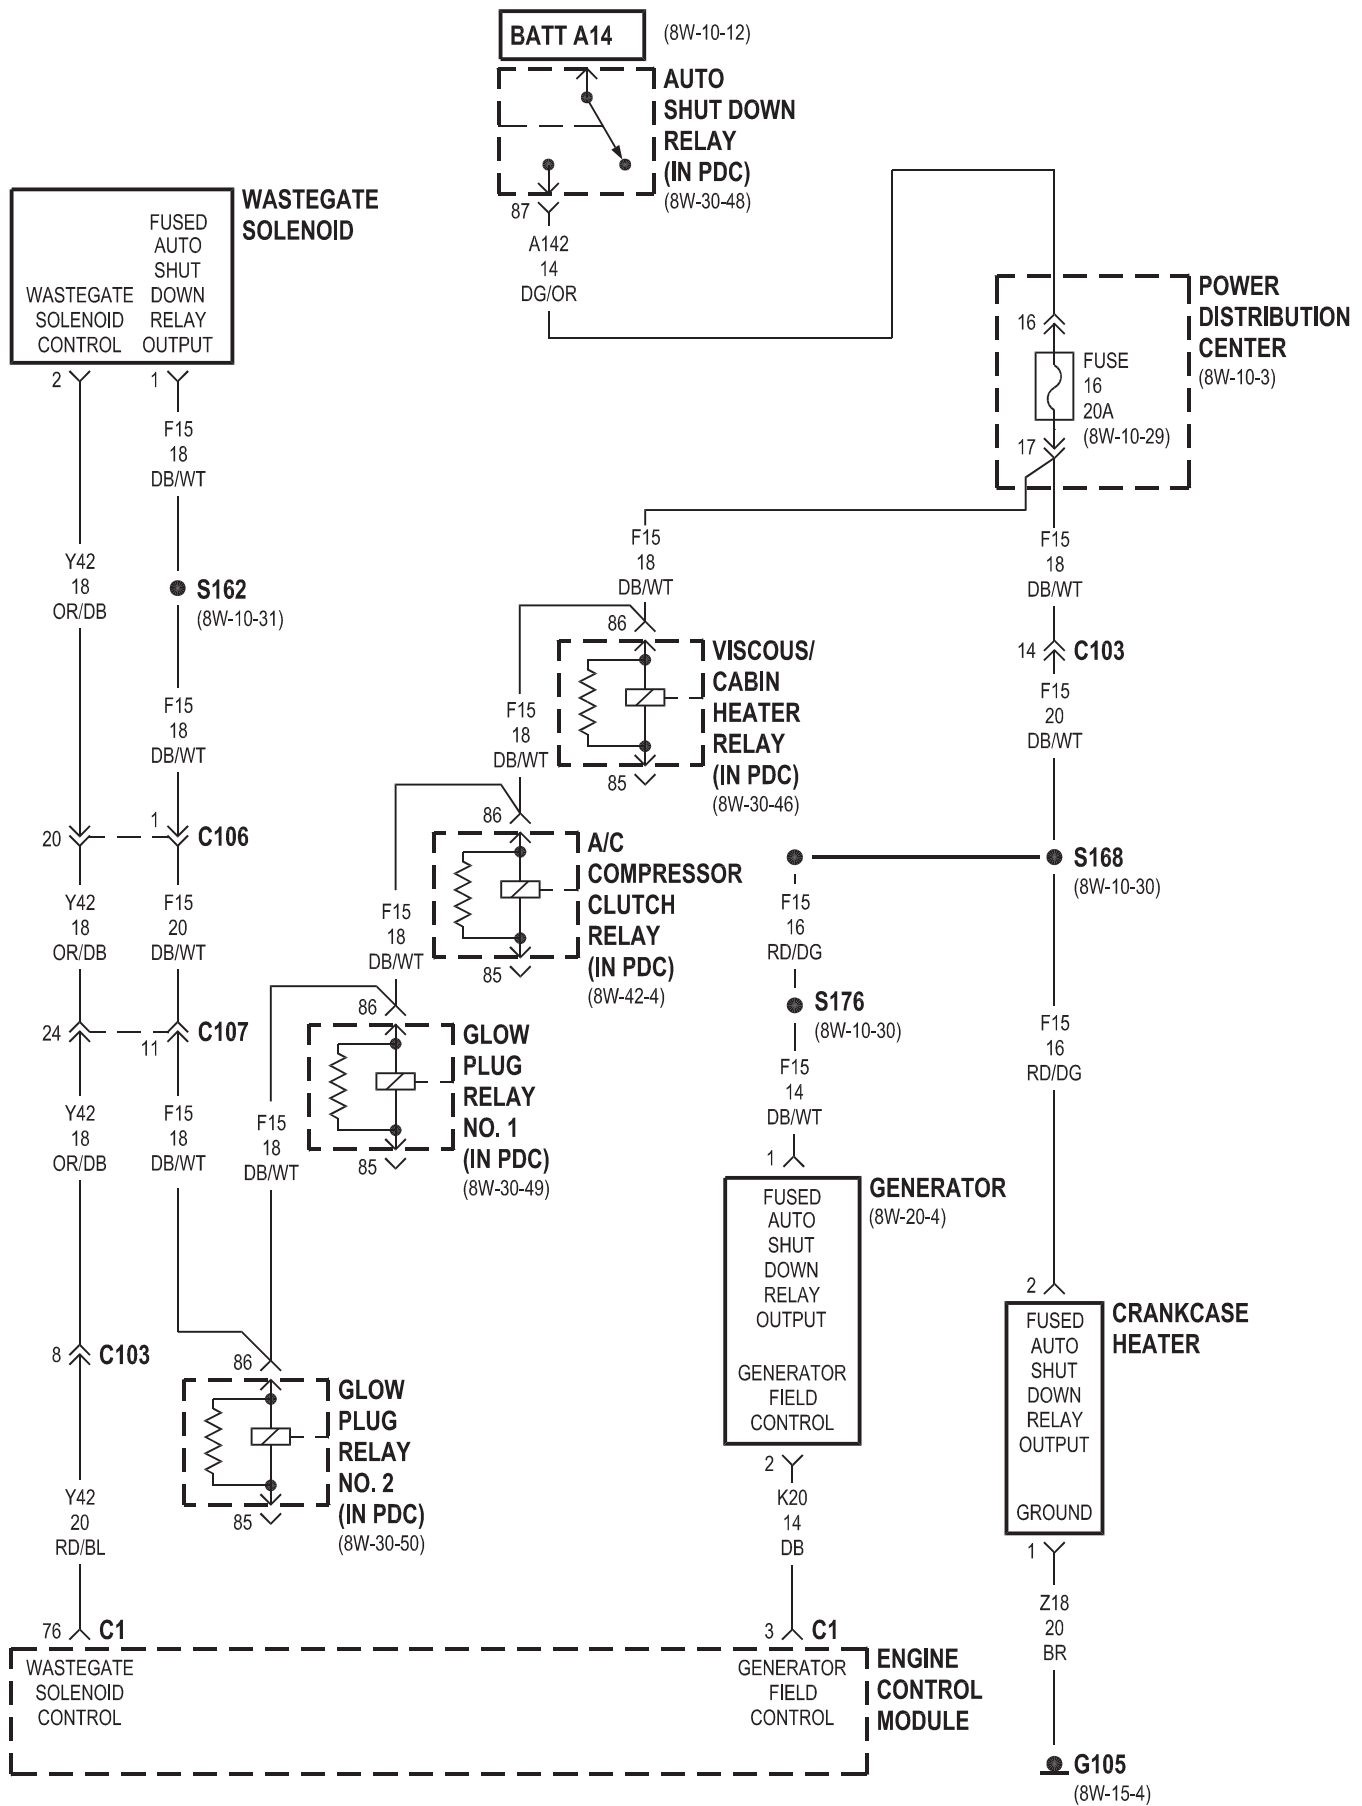 BATT A14
(8W-10-12)
AUTO
SHUT DOWN
RELAY
(IN PDC)
(8W-30-48)
87
A142
14
DG/OR
WASTEGATE
SOLENOID
FUSED
AUTO
SHUT
DOWN
RELAY
OUTPUT
WASTEGATE
SOLENOID
CONTROL
2
1
F15
18
DB/WT
Y42
18
OR/DB
S162
(8W-10-31)
F15
18
DB/WT
20
1
C106
Y42
18
OR/DB
F15
20
DB/WT
24
11
C107
Y42
18
OR/DB
F15
18
DB/WT
8
C103
Y42
20
RD/BL
76
C1
POWER
DISTRIBUTION
CENTER
(8W-10-3)
16
FUSE
16
20A
(8W-10-29)
17
F15
18
DB/WT
F15
18
DB/WT
86
VISCOUS/
CABIN
HEATER
RELAY
(IN PDC)
(8W-30-46)
85
F15
18
DB/WT
86
A/C
COMPRESSOR
CLUTCH
RELAY
(IN PDC)
(8W-42-4)
85
F15
18
DB/WT
86
GLOW
PLUG
RELAY
NO. 1
(IN PDC)
(8W-30-49)
85
F15
18
DB/WT
86
GLOW
PLUG
RELAY
NO. 2
(IN PDC)
(8W-30-50)
85
14
C103
F15
20
DB/WT
S168
(8W-10-30)
F15
16
RD/DG
S176
(8W-10-30)
F15
14
DB/WT
1
GENERATOR
(8W-20-4)
FUSED
AUTO
SHUT
DOWN
RELAY
OUTPUT
GENERATOR
FIELD
CONTROL
2
K20
14
DB
3
C1
F15
16
RD/DG
2
CRANKCASE
HEATER
FUSED
AUTO
SHUT
DOWN
RELAY
OUTPUT
GROUND
1
Z18
20
BR
G105
(8W-15-4)
WASTEGATE
SOLENOID
CONTROL
GENERATOR
FIELD
CONTROL
ENGINE
CONTROL
MODULE